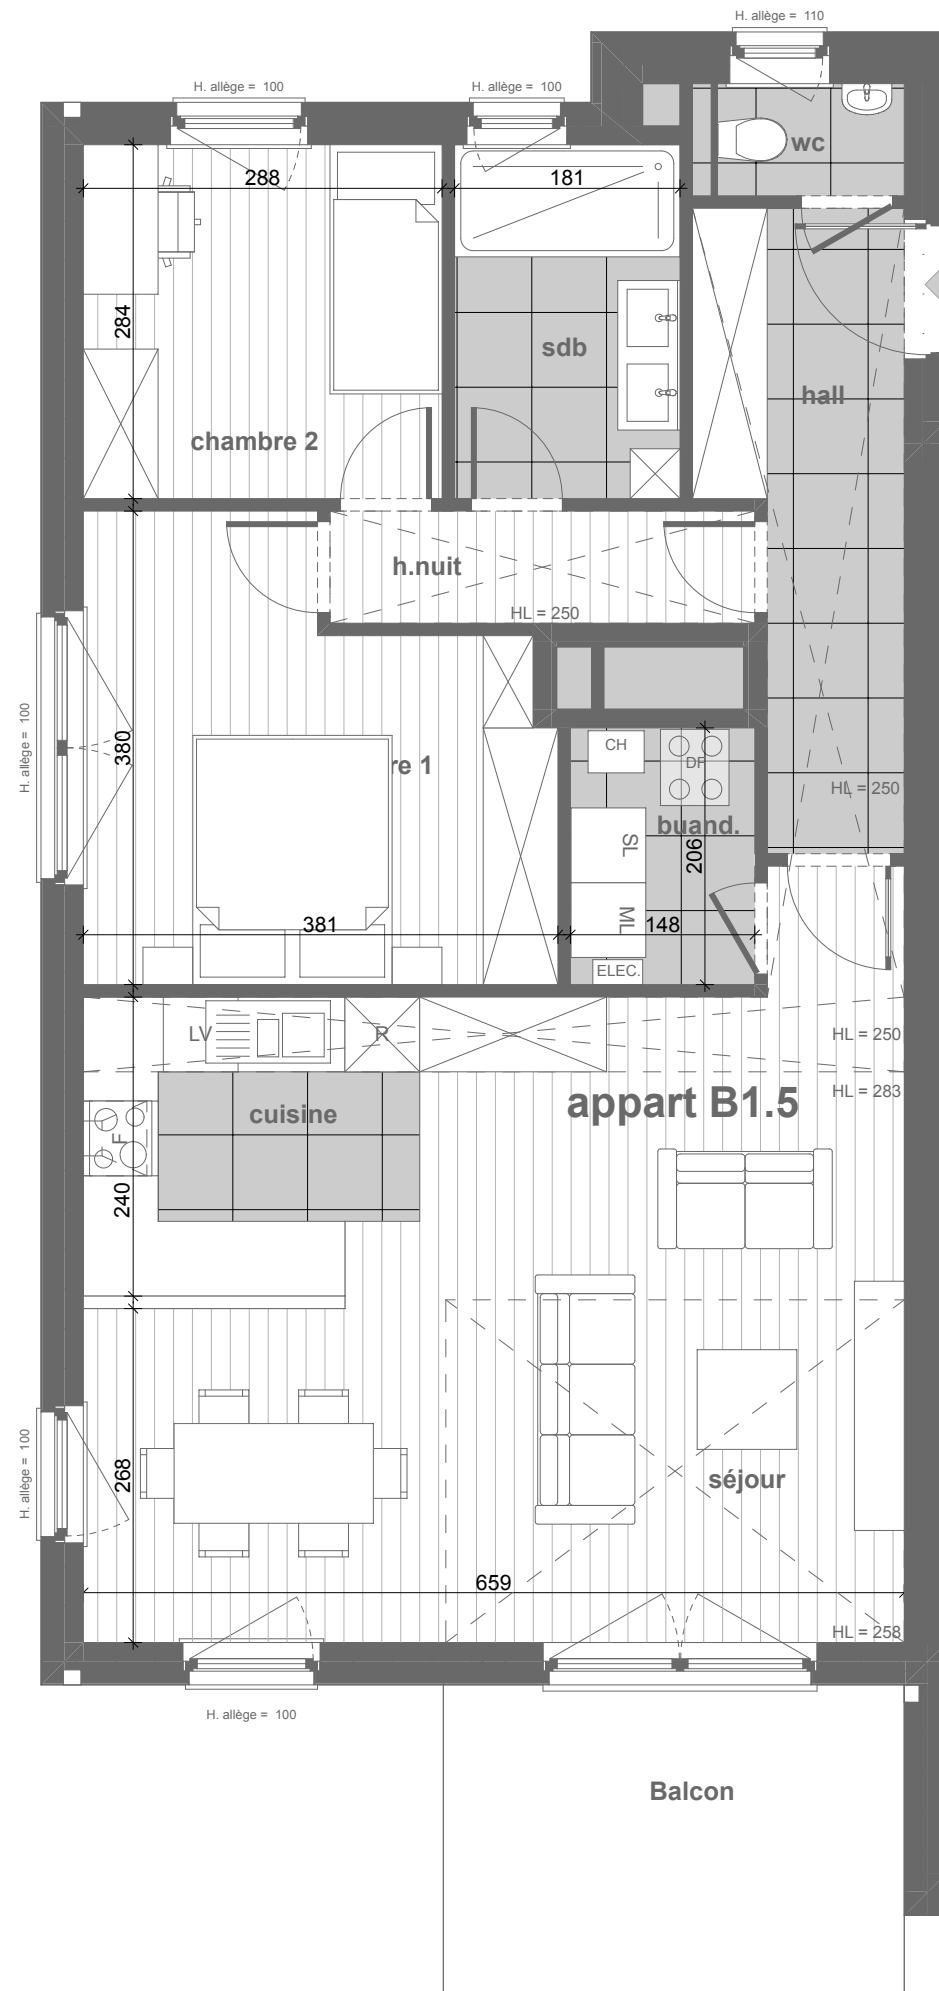 H. allège = 110
H. allège = 100
H. allège = 100
wc
288
181
284
sdb
hall
chambre 2
h.nuit
HL = 250
H. allège = 100
380
re 1
CH
DF
HL = 250
buand.
SL
206
ML
381
148
ELEC.
LV
R
HL = 250
HL = 283
cuisine
appart B1.5
F
240
H. allège = 100
268
séjour
659
HL = 258
H. allège = 100
Balcon